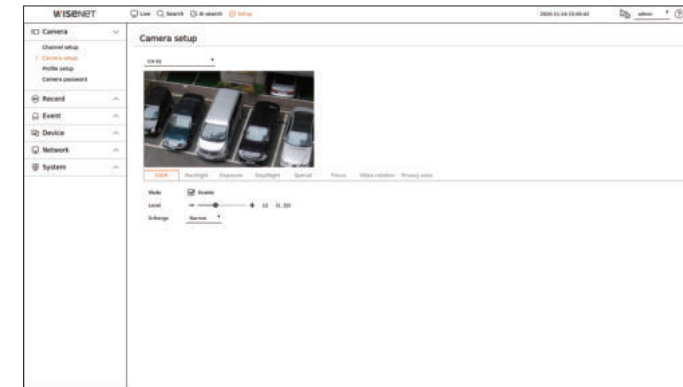 WISENET
Live Search AI search Setup
admin
Camera
Channel setup
Camera setup
Profile setup
Camera password
Record
Event
Device
Network
System
Camera setup
SSDR Backlight Exposure Day/Night Special Focus Video rotation Privacy area
Mode Enable
Level
D-Range Narrow